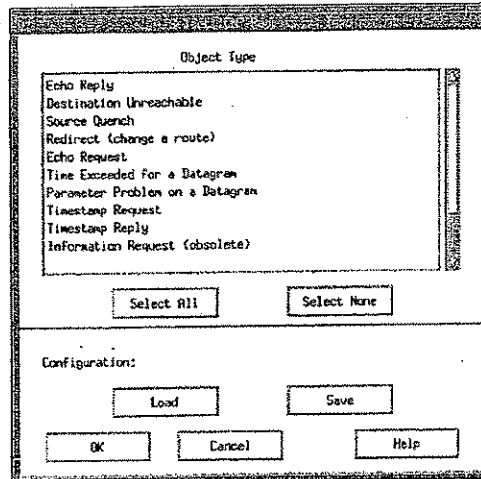 Object Type
Echo Reply
Destination Unreachable
Source Quench
Redirect (change a route)
Echo Request
Time Exceeded for a Datagram
Parameter Problem on a Datagram
Timestamp Request
Timestamp Reply
Information Request (obsolete)
Select All
Select None
Configuration:
Load
Save
OK
Cancel
Help